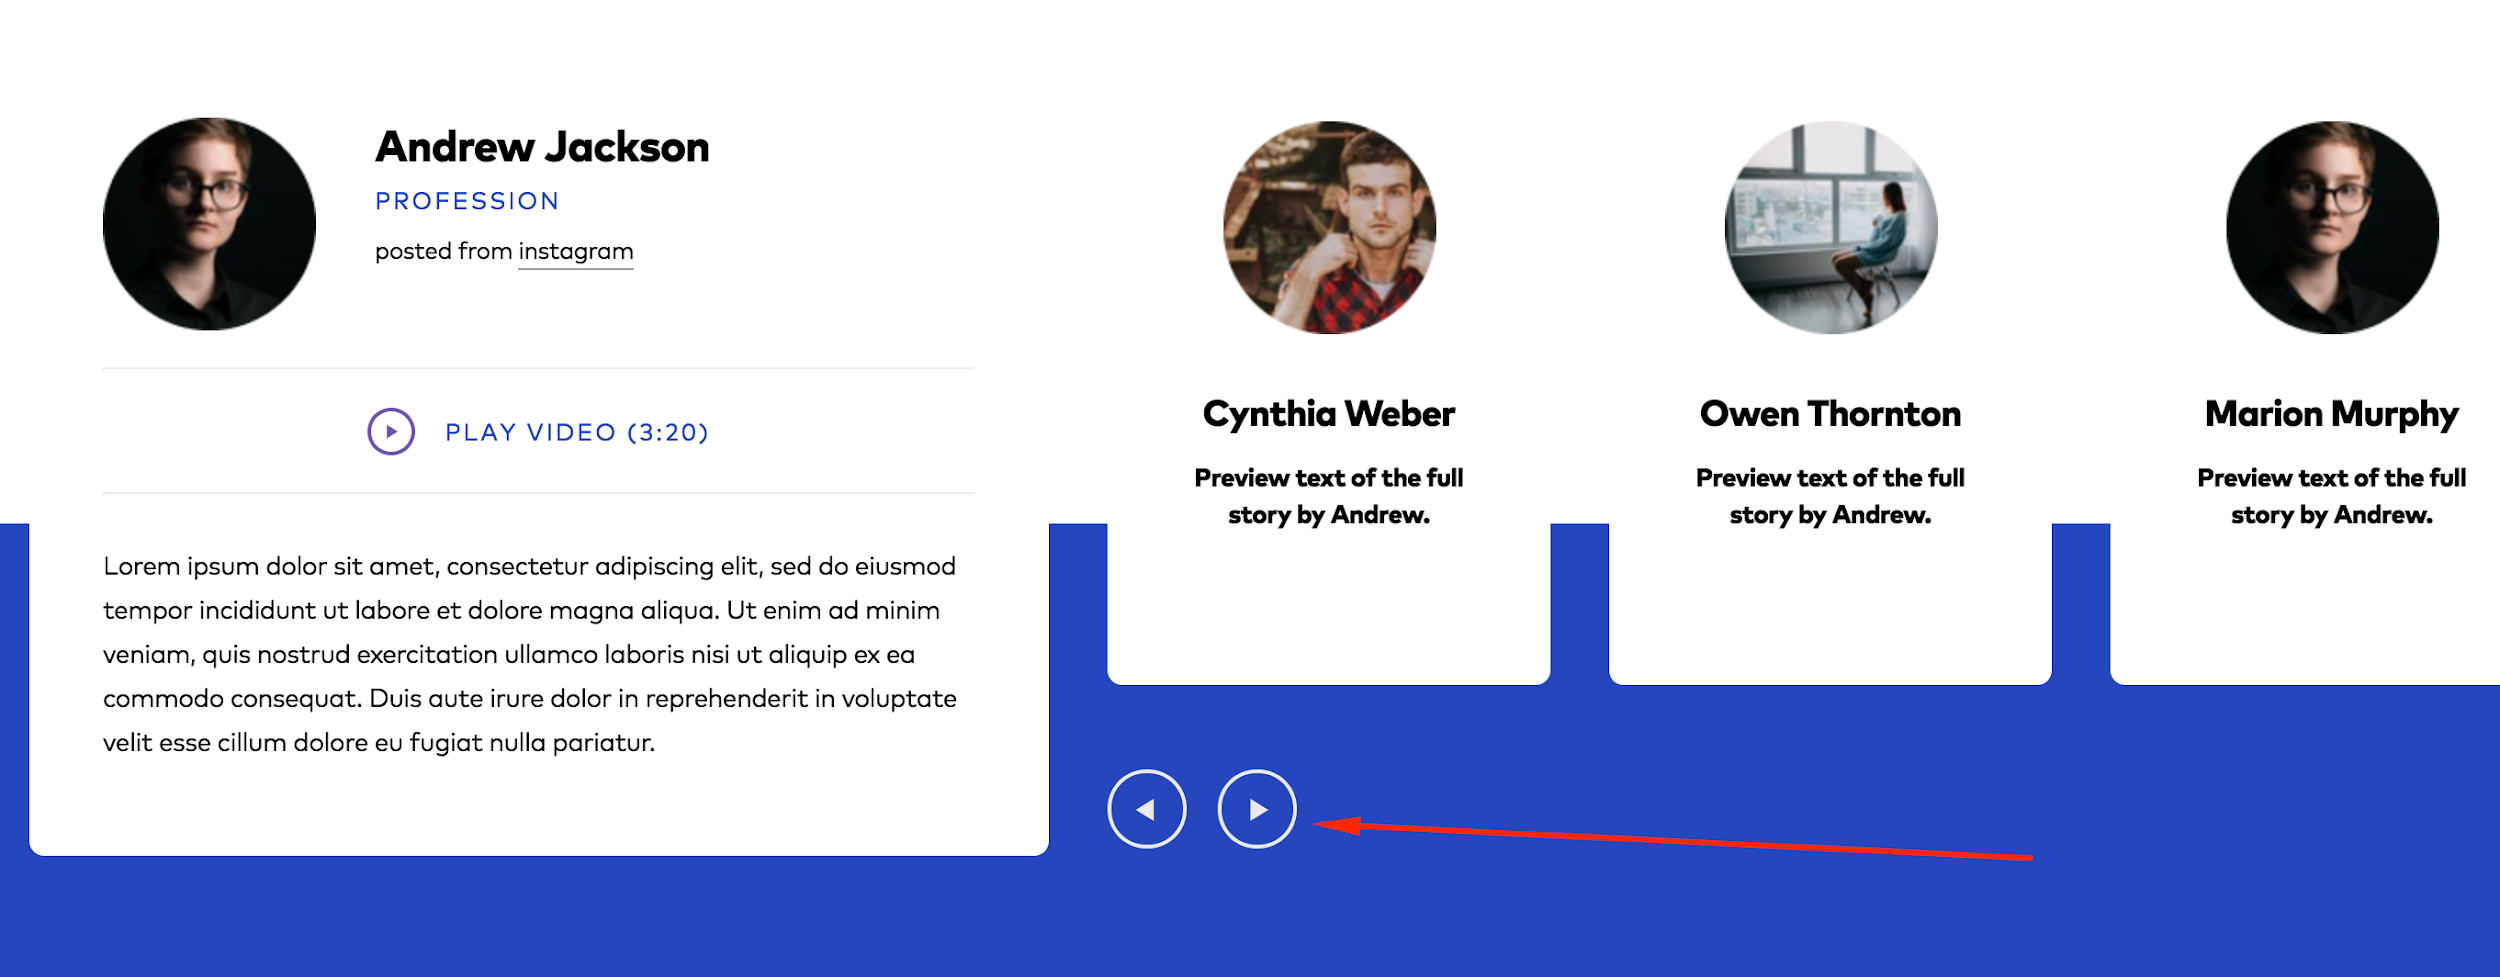 Andrew Jackson
PROFESSION
posted from instagram
PLAY VIDEO (3:20)
Lorem ipsum dolor sit amet, consectetur adipiscing elit, sed do eiusmod
tempor incididunt ut labore et dolore magna aliqua. Ut enim ad minim
veniam, quis nostrud exercitation ullamco laboris nisi ut aliquip ex ea
commodo consequat. Duis aute irure dolor in reprehenderit in voluptate
velit esse cillum dolore eu fugiat nulla pariatur.
Cynthia Weber
Preview text of the full
story by Andrew.
Owen Thornton
Preview text of the full
story by Andrew.
Marion Murphy
Preview text of the full
story by Andrew.